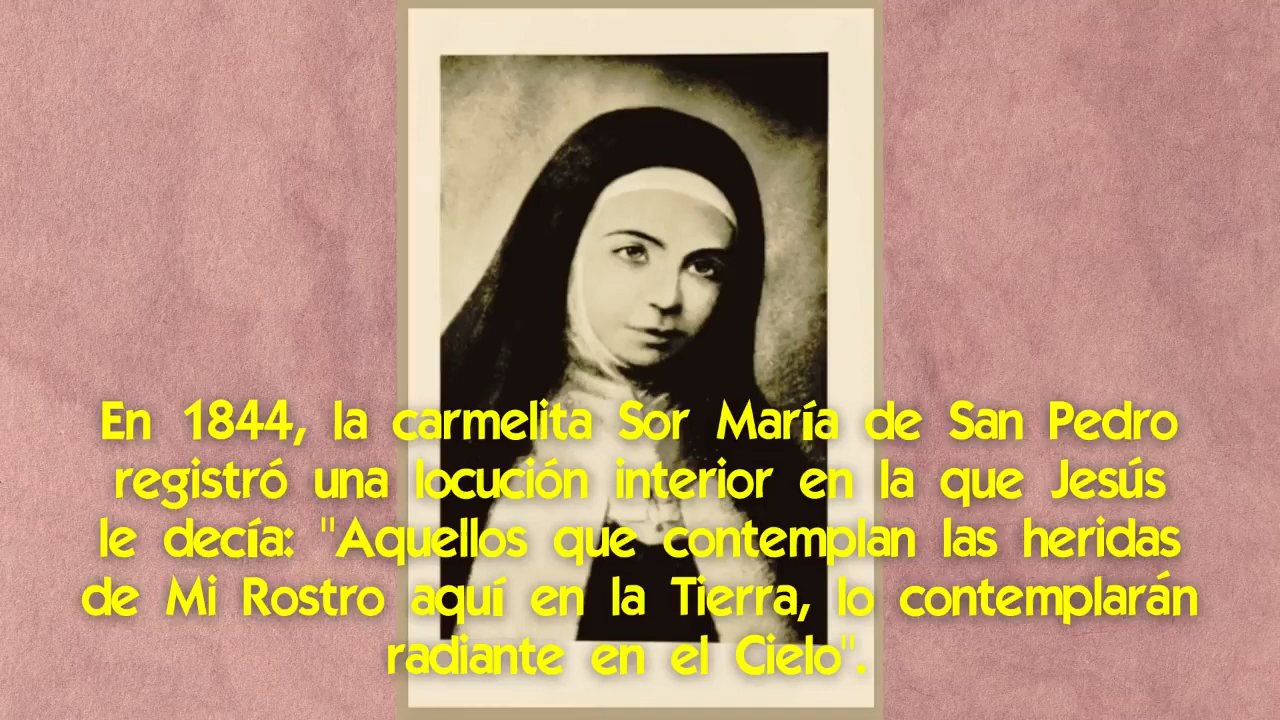 En 1844, la carmelita Sor María de San Pedro
registró una locución interior en la que Jesús
le decía: "Aquellos que contemplan las heridas
de Mi Rostro aquí en la Tierra, lo contemplarán
radiante en el Cielo".